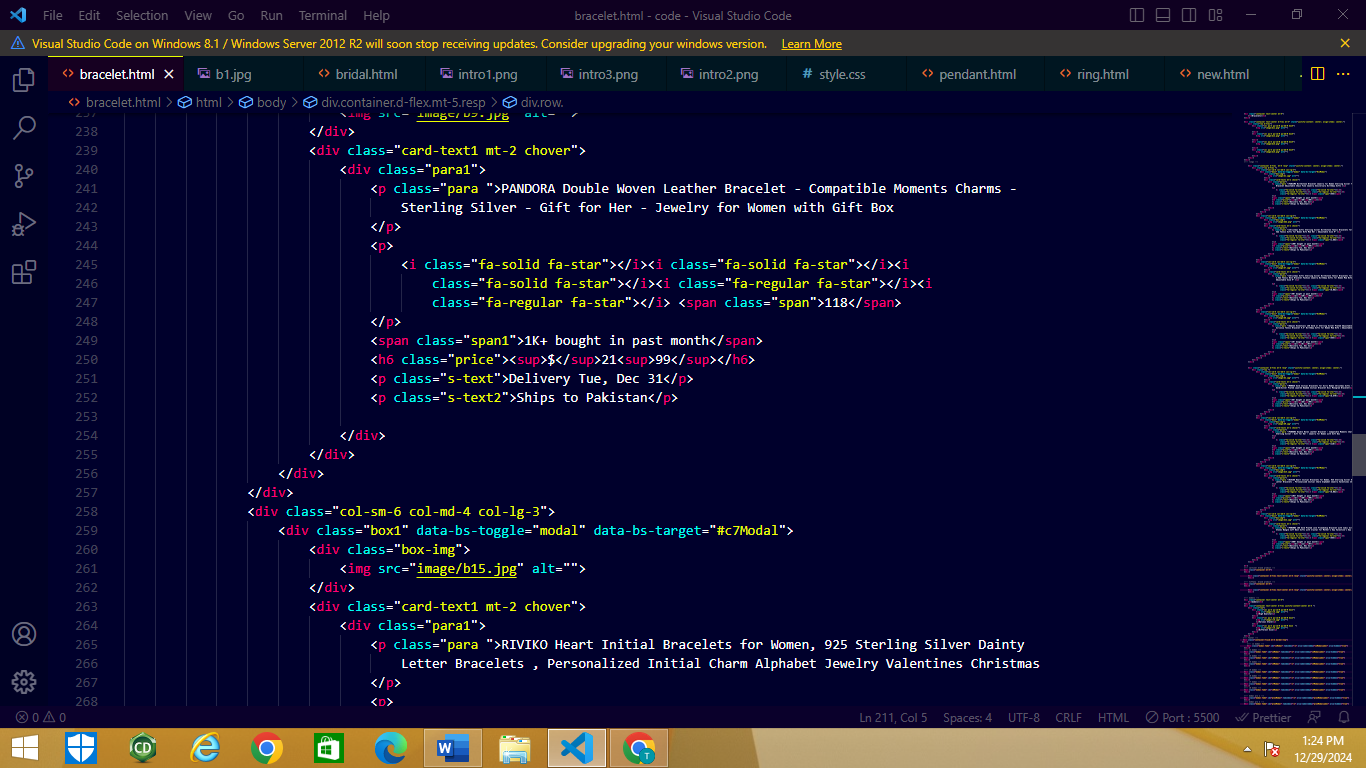 File Edit Selection View Go Run Terminal Help bracelet.html - code - Visual Studio Code
Visual Studio Code on Windows 8.1 / Windows Server 2012 R2 will soon stop receiving updates. Consider upgrading your windows version. Learn More
bracelet.html b1.jpg bridal.html intro1.png intro3.png intro2.png style.css pendant.html ring.html new.html
bracelet.html > html > body > div.container.d-flex.mt-5.resp > div.row.
237 <img src="image/b9.jpg" alt="">
238 </div>
239 <div class="card-text1 mt-2 chover">
240 <div class="para1">
241 <p class="para ">PANDORA Double Woven Leather Bracelet - Compatible Moments Charms -
242 Sterling Silver - Gift for Her - Jewelry for Women with Gift Box
243 </p>
244 <p>
245 <i class="fa-solid fa-star"></i><i class="fa-solid fa-star"></i><i
246 class="fa-solid fa-star"></i><i class="fa-regular fa-star"></i><i
247 class="fa-regular fa-star"></i> <span class="span">118</span>
248 </p>
249 <span class="span1">1K+ bought in past month</span>
250 <h6 class="price"><sup>$</sup>21<sup>99</sup></h6>
251 <p class="s-text">Delivery Tue, Dec 31</p>
252 <p class="s-text2">Ships to Pakistan</p>
253
254 </div>
255 </div>
256 </div>
257 </div>
258 <div class="col-sm-6 col-md-4 col-lg-3">
259 <div class="box1" data-bs-toggle="modal" data-bs-target="#c7Modal">
260 <div class="box-img">
261 <img src="image/b15.jpg" alt="">
262 </div>
263 <div class="card-text1 mt-2 chover">
264 <div class="para1">
265 <p class="para ">RIVIKO Heart Initial Bracelets for Women, 925 Sterling Silver Dainty
266 Letter Bracelets , Personalized Initial Charm Alphabet Jewelry Valentines Christmas
267 </p>
268 <p>
0 0 Ln 211, Col 5 Spaces: 4 UTF-8 CRLF HTML Port : 5500 Prettier
CD W T 1:24 PM
12/29/2024